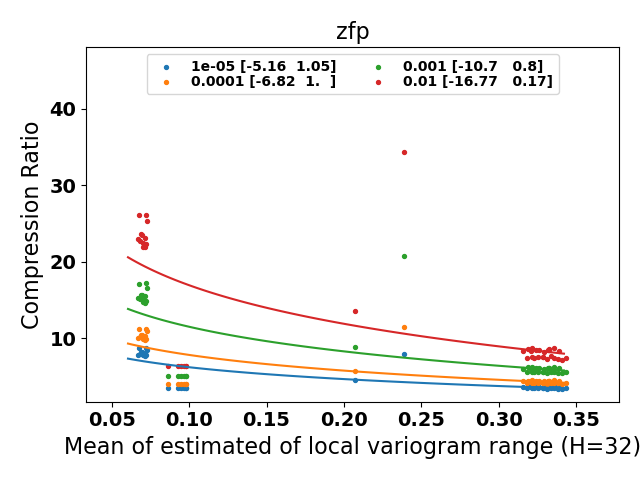 zfp
1e-05 [-5.16 1.05]
0.0001 [-6.82 1. ]
0.001 [-10.7 0.8]
0.01 [-16.77 0.17]
Compression Ratio
40
30
20
10
0.05 0.10 0.15 0.20 0.25 0.30 0.35
Mean of estimated of local variogram range (H=32)